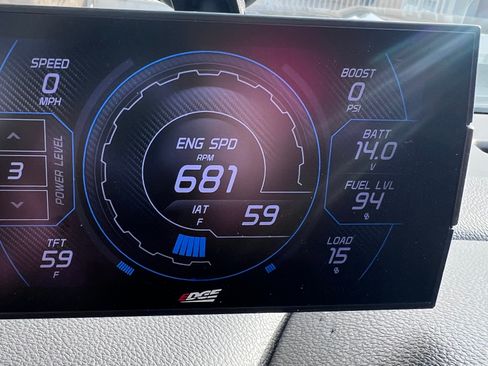 SPEED
0
MPH
BOOST
0
PSI
ENG SPD
RPM
681
BATT
14.0
V
3
POWER LEVEL
FUEL LVL
94
%
IAT
F
59
TFT
59
F
LOAD
15
%
EDGE